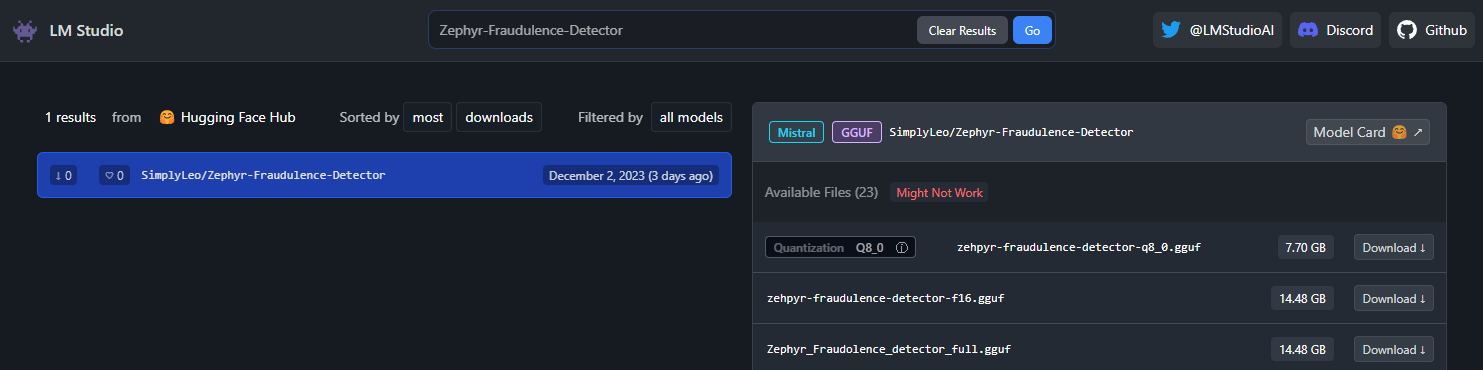 LM Studio
Zephyr-Fraudulence-Detector
Clear Results
Go
@LMStudioAI
Discord
Github
1 results from 🤗 Hugging Face Hub
Sorted by most downloads
Filtered by all models
↓ 0 ♡ 0 SimplyLeo/Zephyr-Fraudulence-Detector December 2, 2023 (3 days ago)
Mistral GGUF SimplyLeo/Zephyr-Fraudulence-Detector Model Card 🤗 ↗
Available Files (23) Might Not Work
Quantization Q8_0 ⓘ zehpyr-fraudulence-detector-q8_0.gguf 7.70 GB Download ↓
zehpyr-fraudulence-detector-f16.gguf 14.48 GB Download ↓
Zephyr_Fraudolence_detector_full.gguf 14.48 GB Download ↓